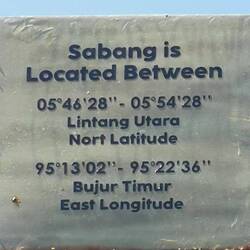 Sabang is
Located Between
05°46'28"- 05°54'28"
Lintang Utara
Nort Latitude
95°13'02"- 95°22'36"
Bujur Timur
East Longitude